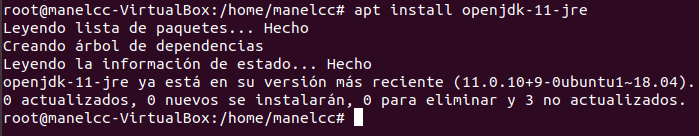 root@manelcc-VirtualBox:/home/manelcc# apt install openjdk-11-jre
Leyendo lista de paquetes... Hecho
Creando árbol de dependencias
Leyendo la información de estado... Hecho
openjdk-11-jre ya está en su versión más reciente (11.0.10+9-0ubuntu1~18.04).
0 actualizados, 0 nuevos se instalarán, 0 para eliminar y 3 no actualizados.
root@manelcc-VirtualBox:/home/manelcc#